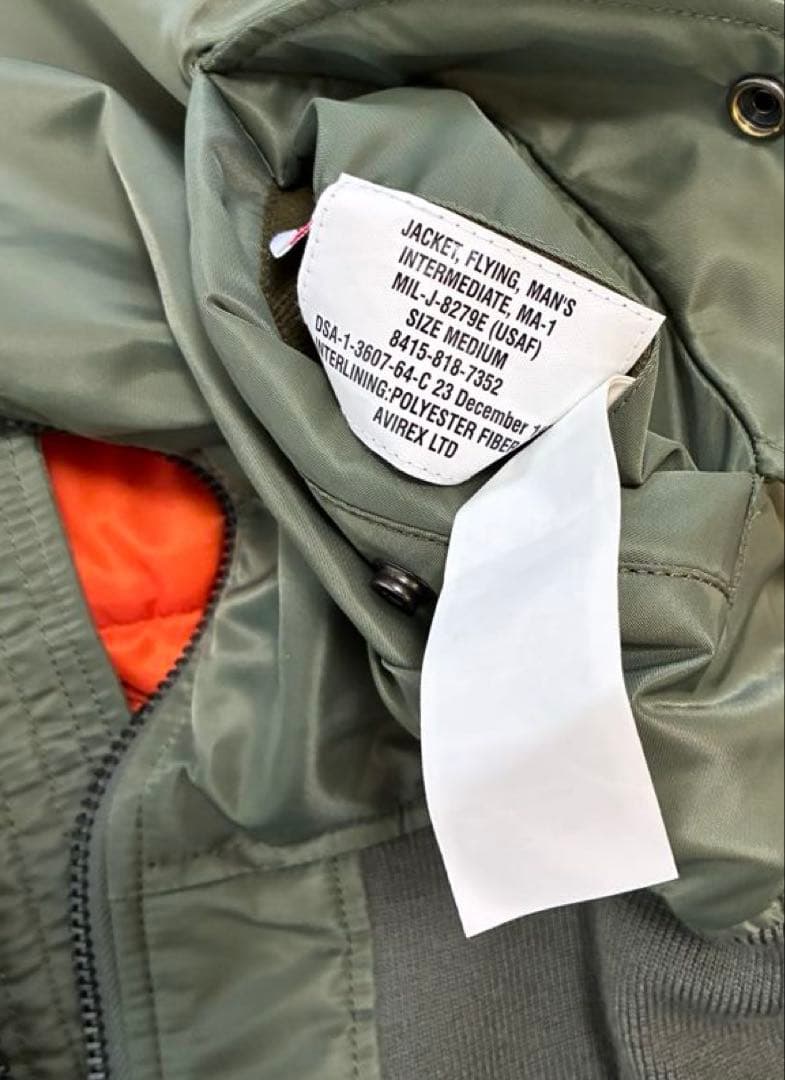 JACKET, FLYING, MAN'S
INTERMEDIATE, MA-1
MIL-J-8279E (USAF)
SIZE MEDIUM
8415-818-7352
DSA-1-3607-64-C 23 December
INTERLINING:POLYESTER FIBER
AVIREX LTD